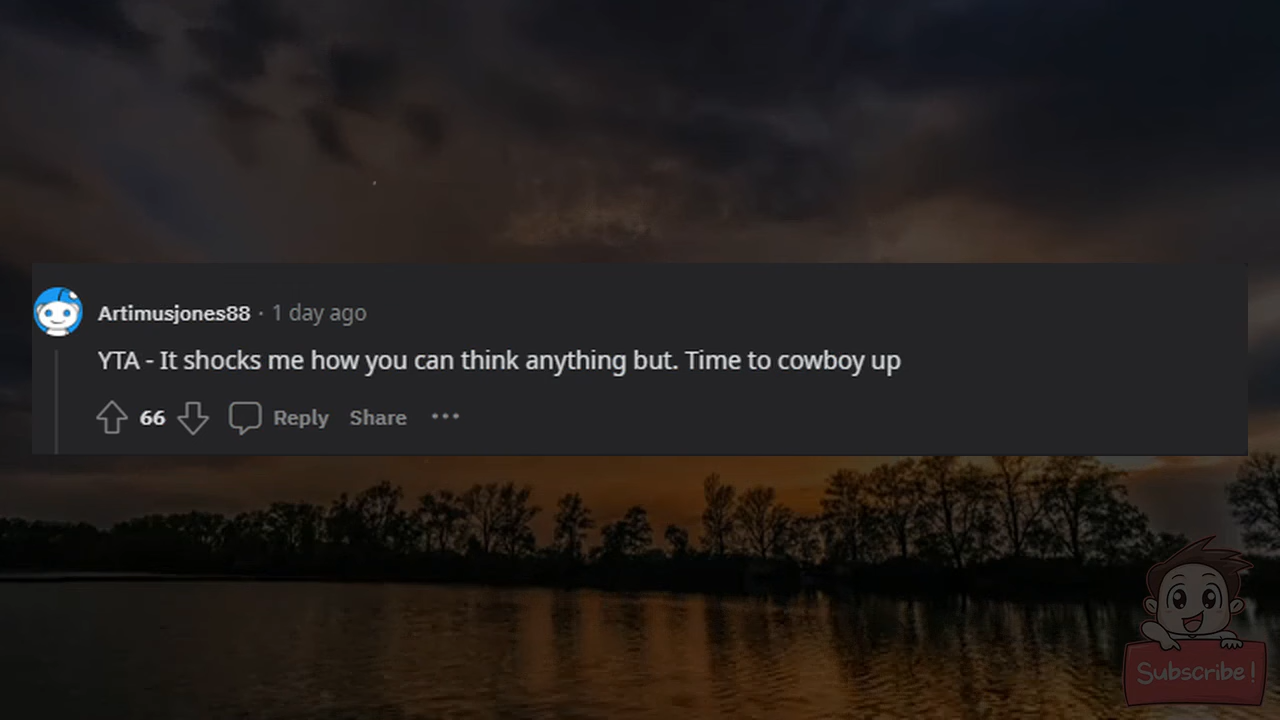 Artimusjones88 · 1 day ago
YTA - It shocks me how you can think anything but. Time to cowboy up
66 Reply Share ···
Subscribe!